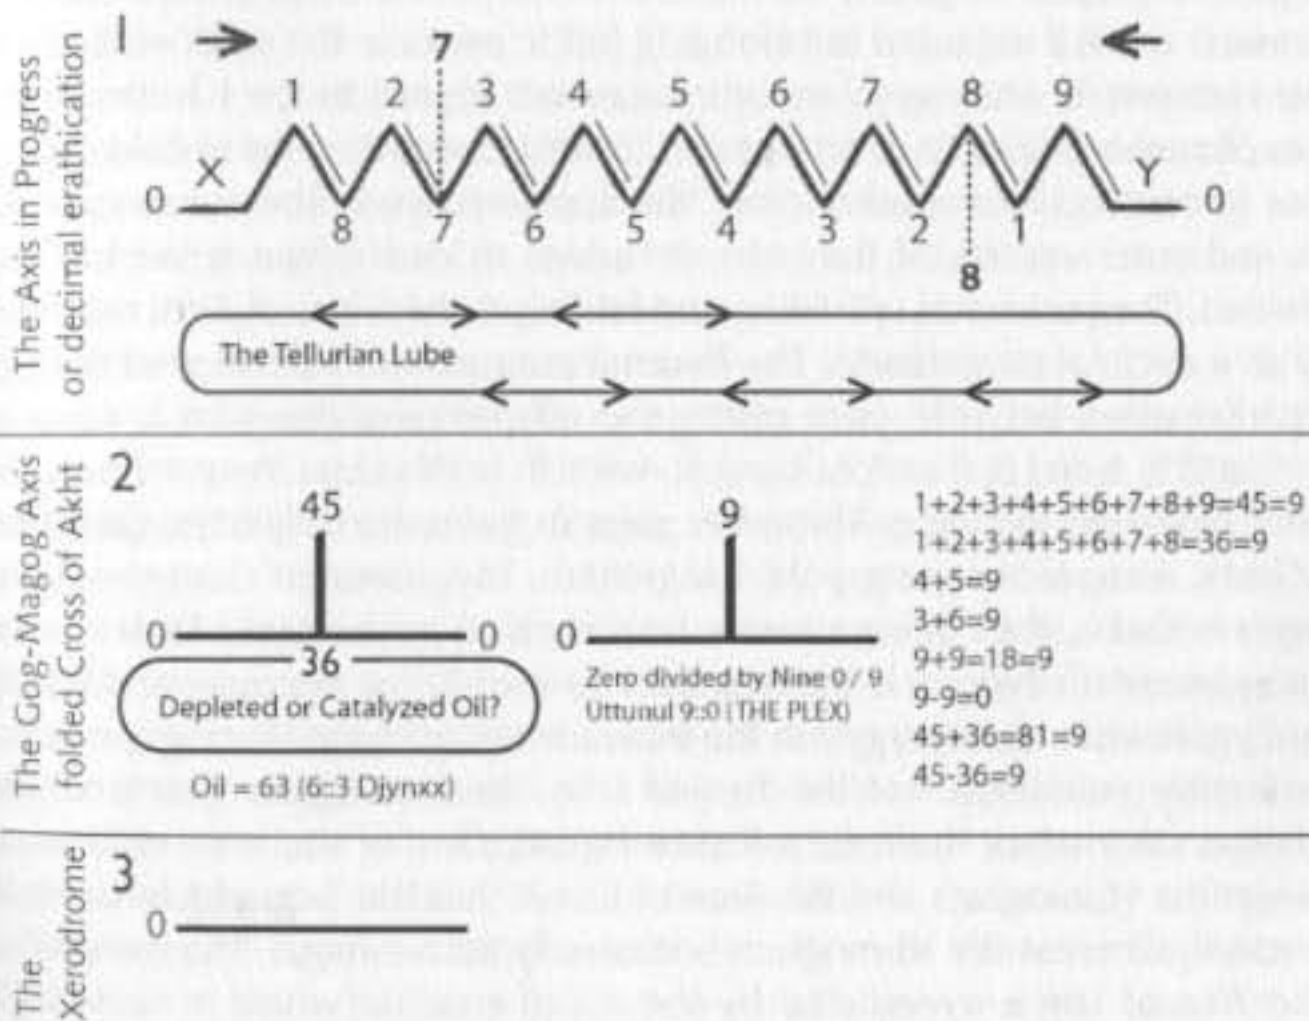 The Axis in Progress
or decimal erathication
1
7
1 2 3 4 5 6 7 8 9
X
Y
0
0
8 7 6 5 4 3 2 1
8
The Tellurian Lube
The Gog-Magog Axis
folded Cross of Akht
2
45
0
0
36
Depleted or Catalyzed Oil?
Oil = 63 (6::3 Djynxx)
9
0
Zero divided by Nine 0/9
Uttunul 9::0 (THE PLEX)
1+2+3+4+5+6+7+8+9=45=9
1+2+3+4+5+6+7+8=36=9
4+5=9
3+6=9
9+9=18=9
9-9=0
45+36=81=9
45-36=9
The
Xerodrome
3
0